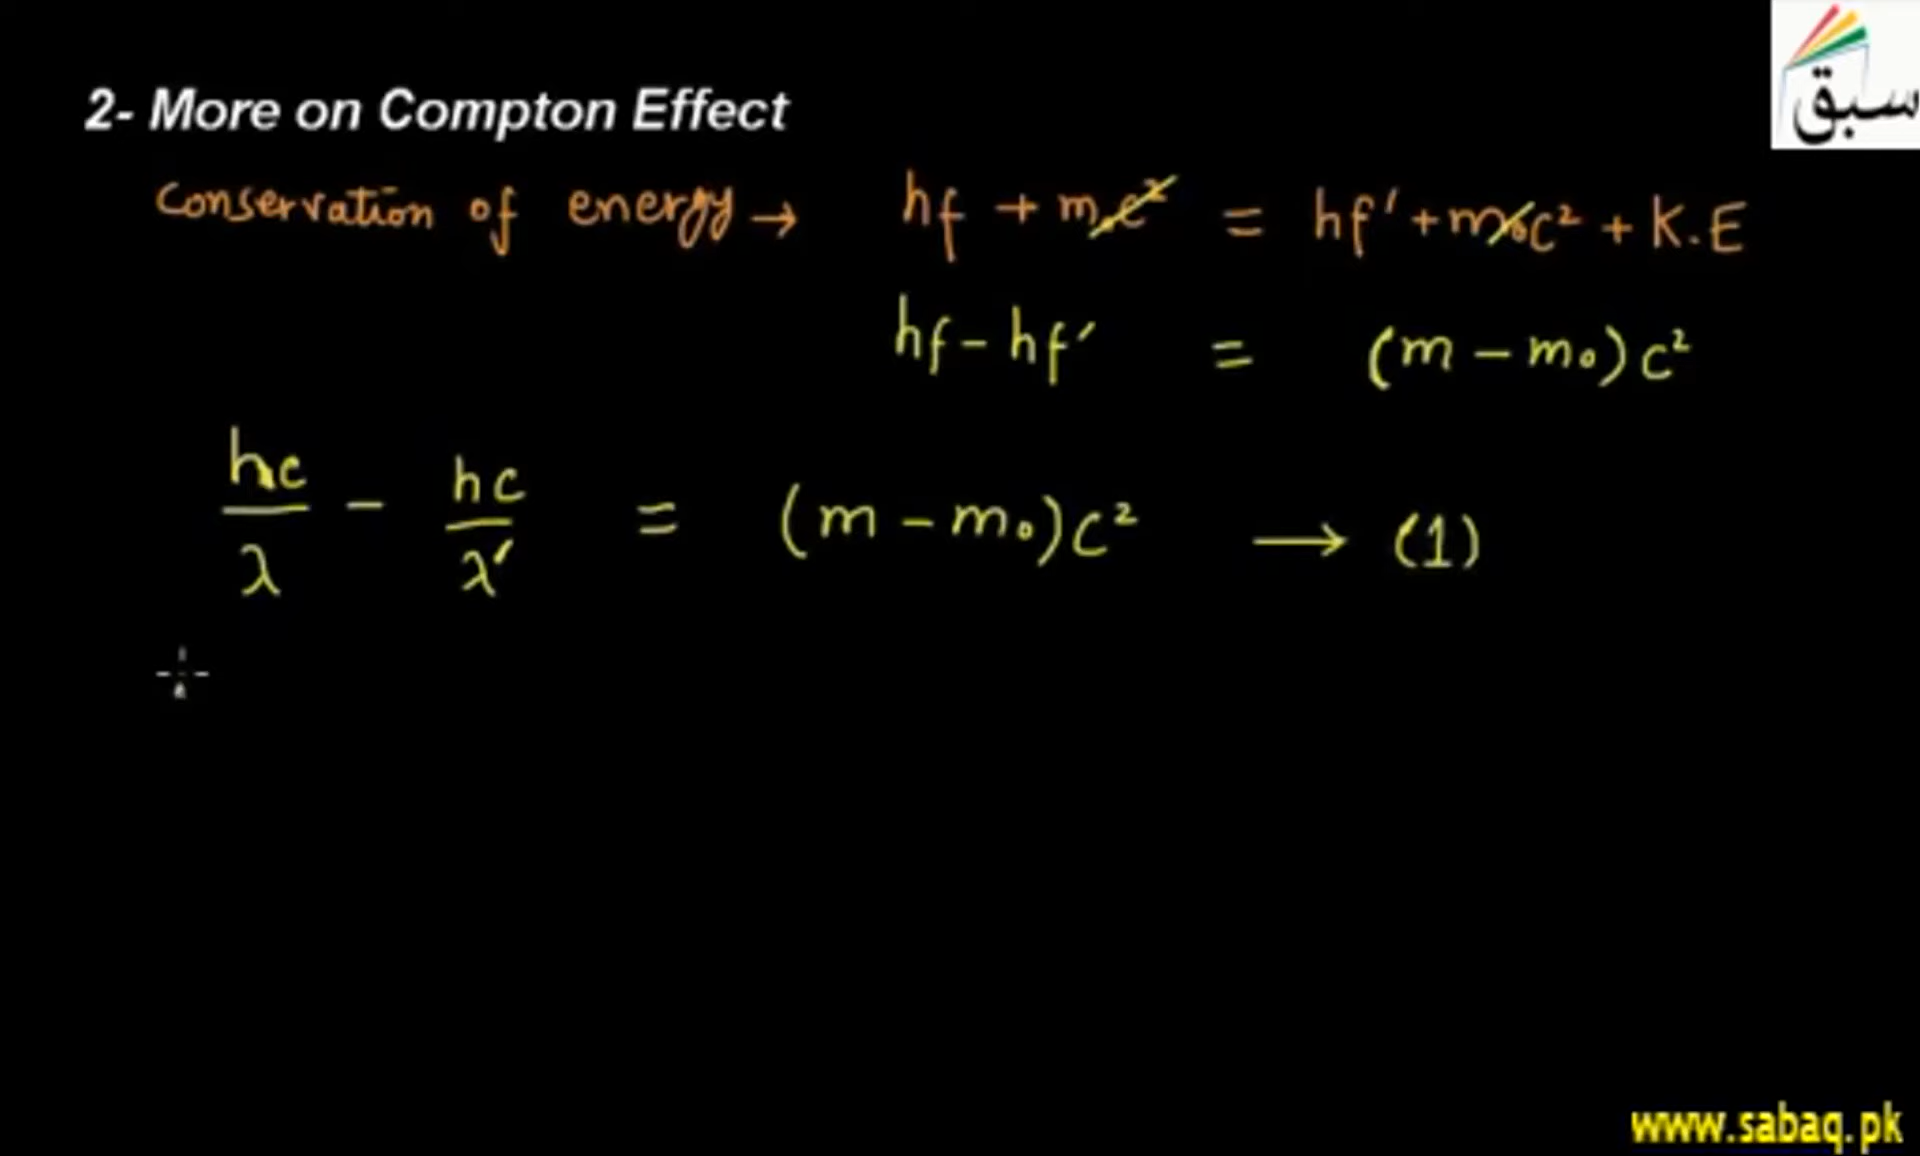 سبق
2- More on Compton Effect
conservation of energy → hf + m₀c² = hf′ + m₀c² + K.E
hf - hf′ = (m - m₀)c²
hc/λ - hc/λ′ = (m - m₀)c² → (1)
www.sabaq.pk